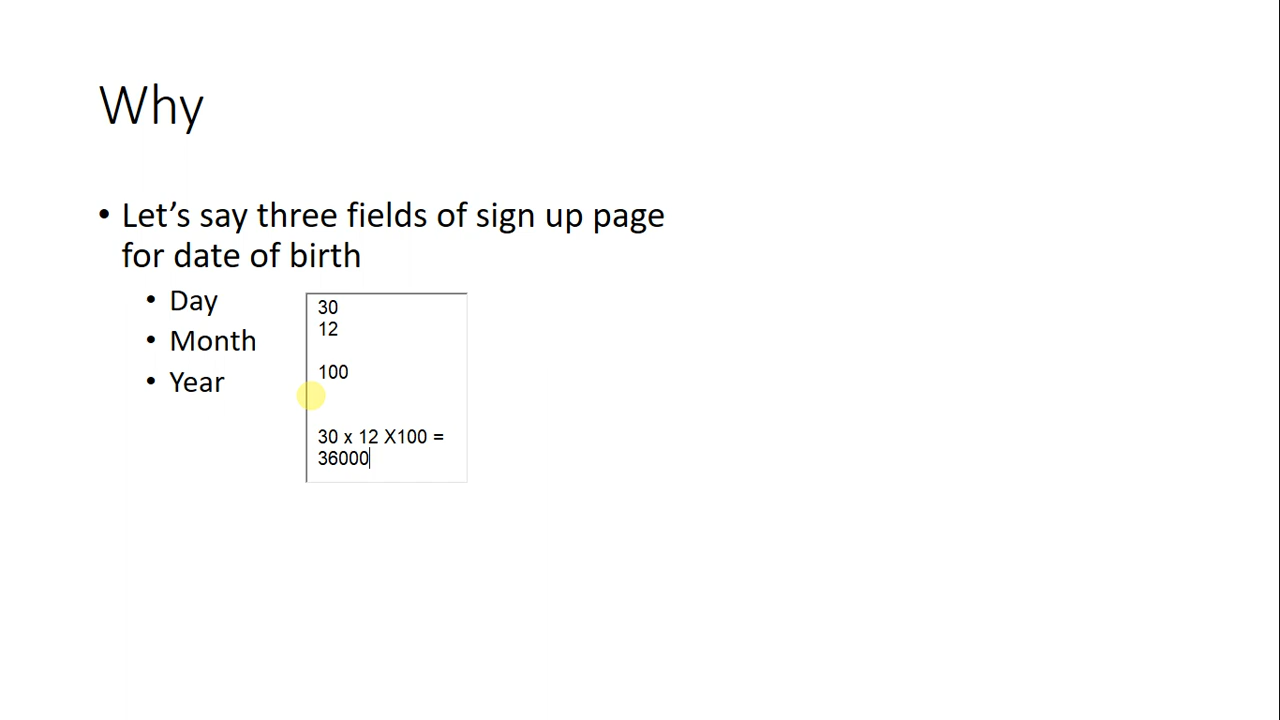 Why
• Let’s say three fields of sign up page
for date of birth
• Day
• Month
• Year
30
12
100
30 x 12 X100 =
36000